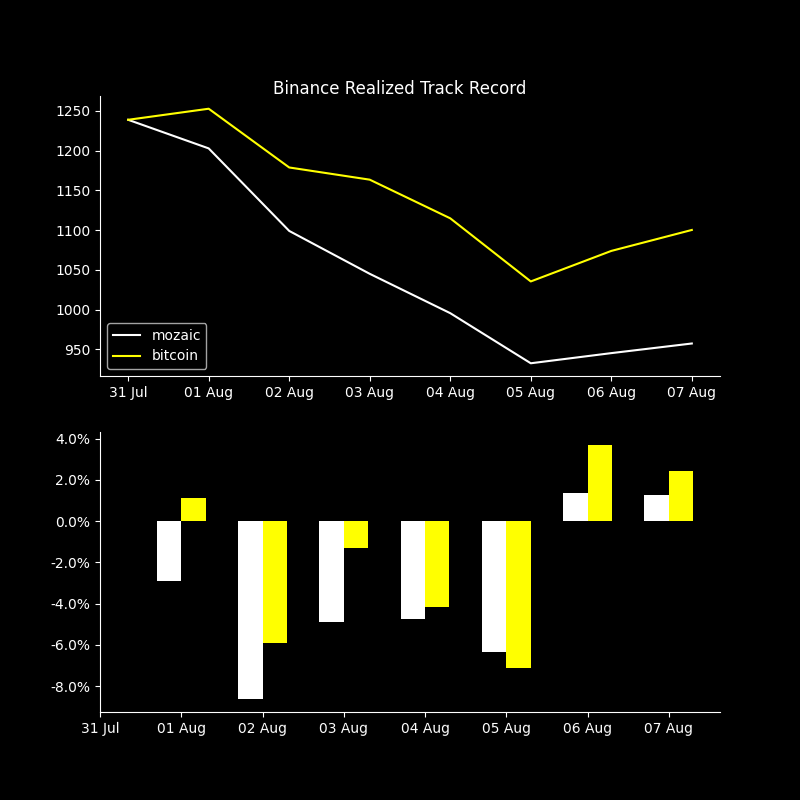 Binance Realized Track Record
1250
1200
1150
1100
1050
1000
950
mozaic
bitcoin
31 Jul 01 Aug 02 Aug 03 Aug 04 Aug 05 Aug 06 Aug 07 Aug
4.0%
2.0%
0.0%
-2.0%
-4.0%
-6.0%
-8.0%
31 Jul 01 Aug 02 Aug 03 Aug 04 Aug 05 Aug 06 Aug 07 Aug